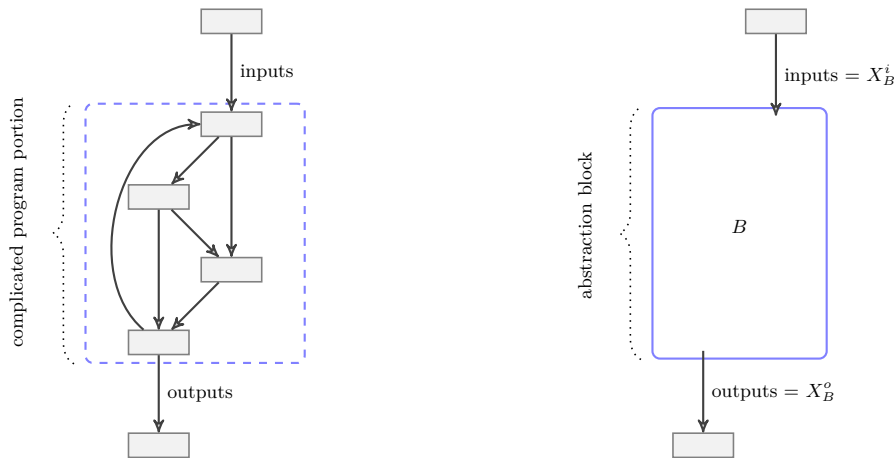 inputs
complicated program portion
outputs
inputs = $X_B^i$
abstraction block
$B$
outputs = $X_B^o$